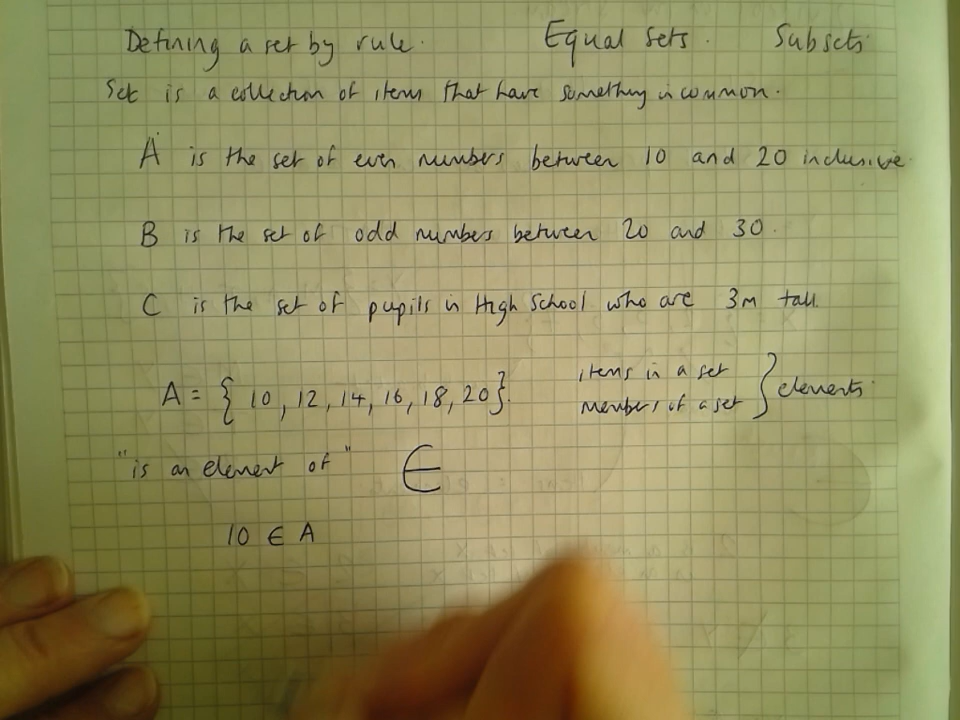 Defining a set by rule. Equal Sets. Subsets
Set is a collection of items that have something in common.
A is the set of even numbers between 10 and 20 inclusive
B is the set of odd numbers between 20 and 30.
C is the set of pupils in High School who are 3m tall.
A = { 10, 12, 14, 16, 18, 20}. items in a set
members of a set } elements
"is an element of" ∈
10 ∈ A